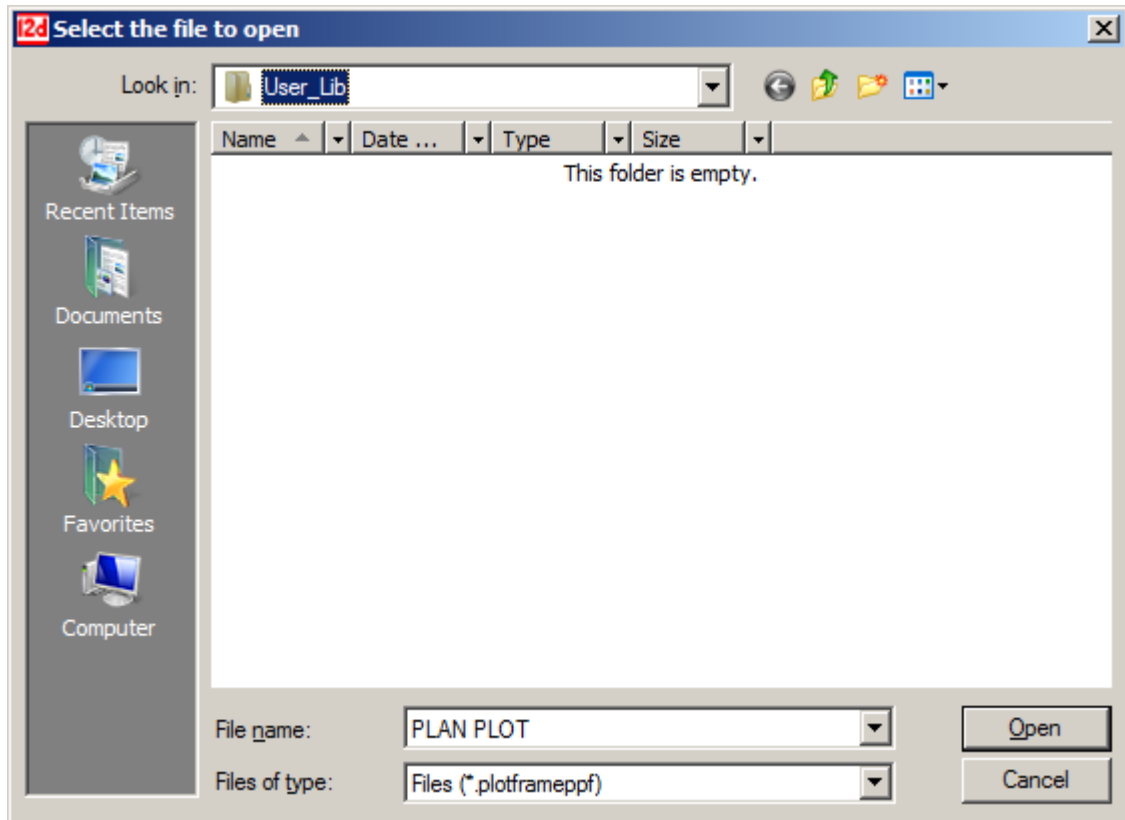 12d Select the file to open
Look in: User_Lib
Name Date ... Type Size
This folder is empty.
Recent Items
Documents
Desktop
Favorites
Computer
File name: PLAN PLOT Open
Files of type: Files (*.plotframeppf) Cancel